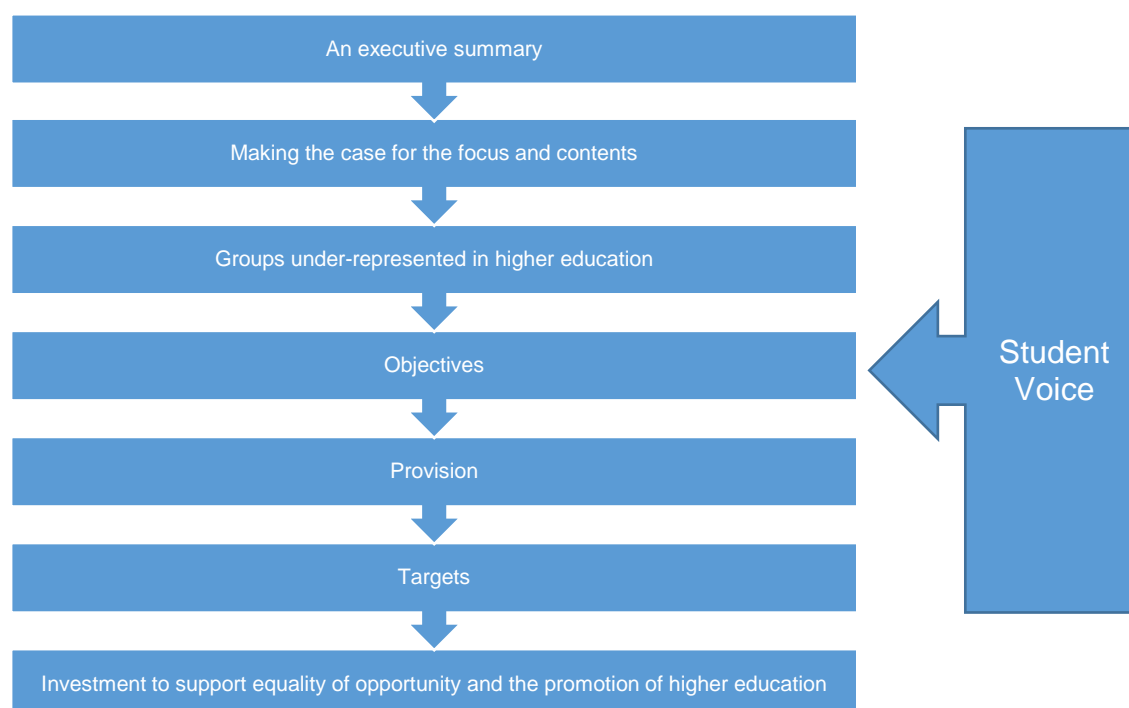 An executive summary
Making the case for the focus and contents
Groups under-represented in higher education
Objectives
Provision
Targets
Investment to support equality of opportunity and the promotion of higher education
Student
Voice